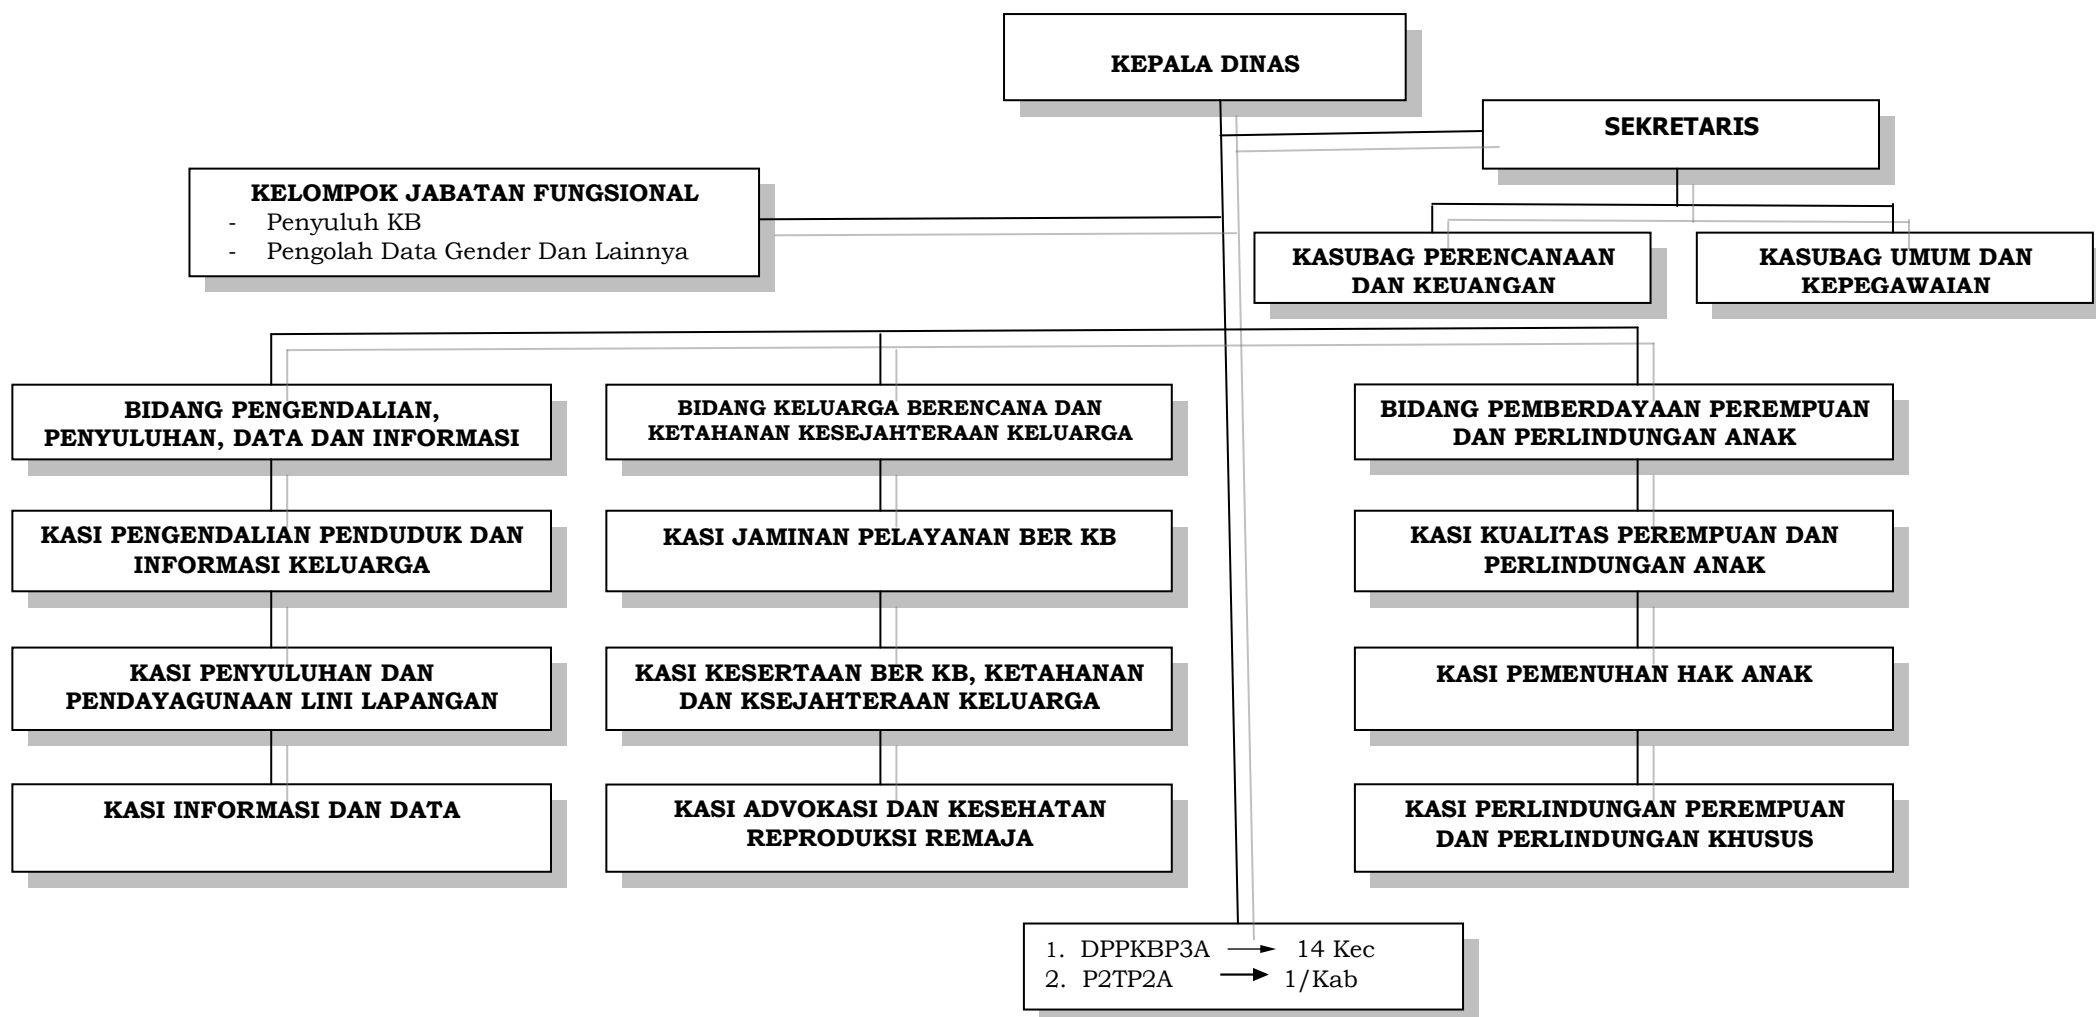 KEPALA DINAS
SEKRETARIS
KELOMPOK JABATAN FUNGSIONAL
- Penyuluh KB
- Pengolah Data Gender Dan Lainnya
KASUBAG PERENCANAAN
DAN KEUANGAN
KASUBAG UMUM DAN
KEPEGAWAIAN
BIDANG PENGENDALIAN,
PENYULUHAN, DATA DAN INFORMASI
BIDANG KELUARGA BERENCANA DAN
KETAHANAN KESEJAHTERAAN KELUARGA
BIDANG PEMBERDAYAAN PEREMPUAN
DAN PERLINDUNGAN ANAK
KASI PENGENDALIAN PENDUDUK DAN
INFORMASI KELUARGA
KASI JAMINAN PELAYANAN BER KB
KASI KUALITAS PEREMPUAN DAN
PERLINDUNGAN ANAK
KASI PENYULUHAN DAN
PENDAYAGUNAAN LINI LAPANGAN
KASI KESERTAAN BER KB, KETAHANAN
DAN KSEJAHTERAAN KELUARGA
KASI PEMENUHAN HAK ANAK
KASI INFORMASI DAN DATA
KASI ADVOKASI DAN KESEHATAN
REPRODUKSI REMAJA
KASI PERLINDUNGAN PEREMPUAN
DAN PERLINDUNGAN KHUSUS
1. DPPKBP3A → 14 Kec
2. P2TP2A → 1/Kab